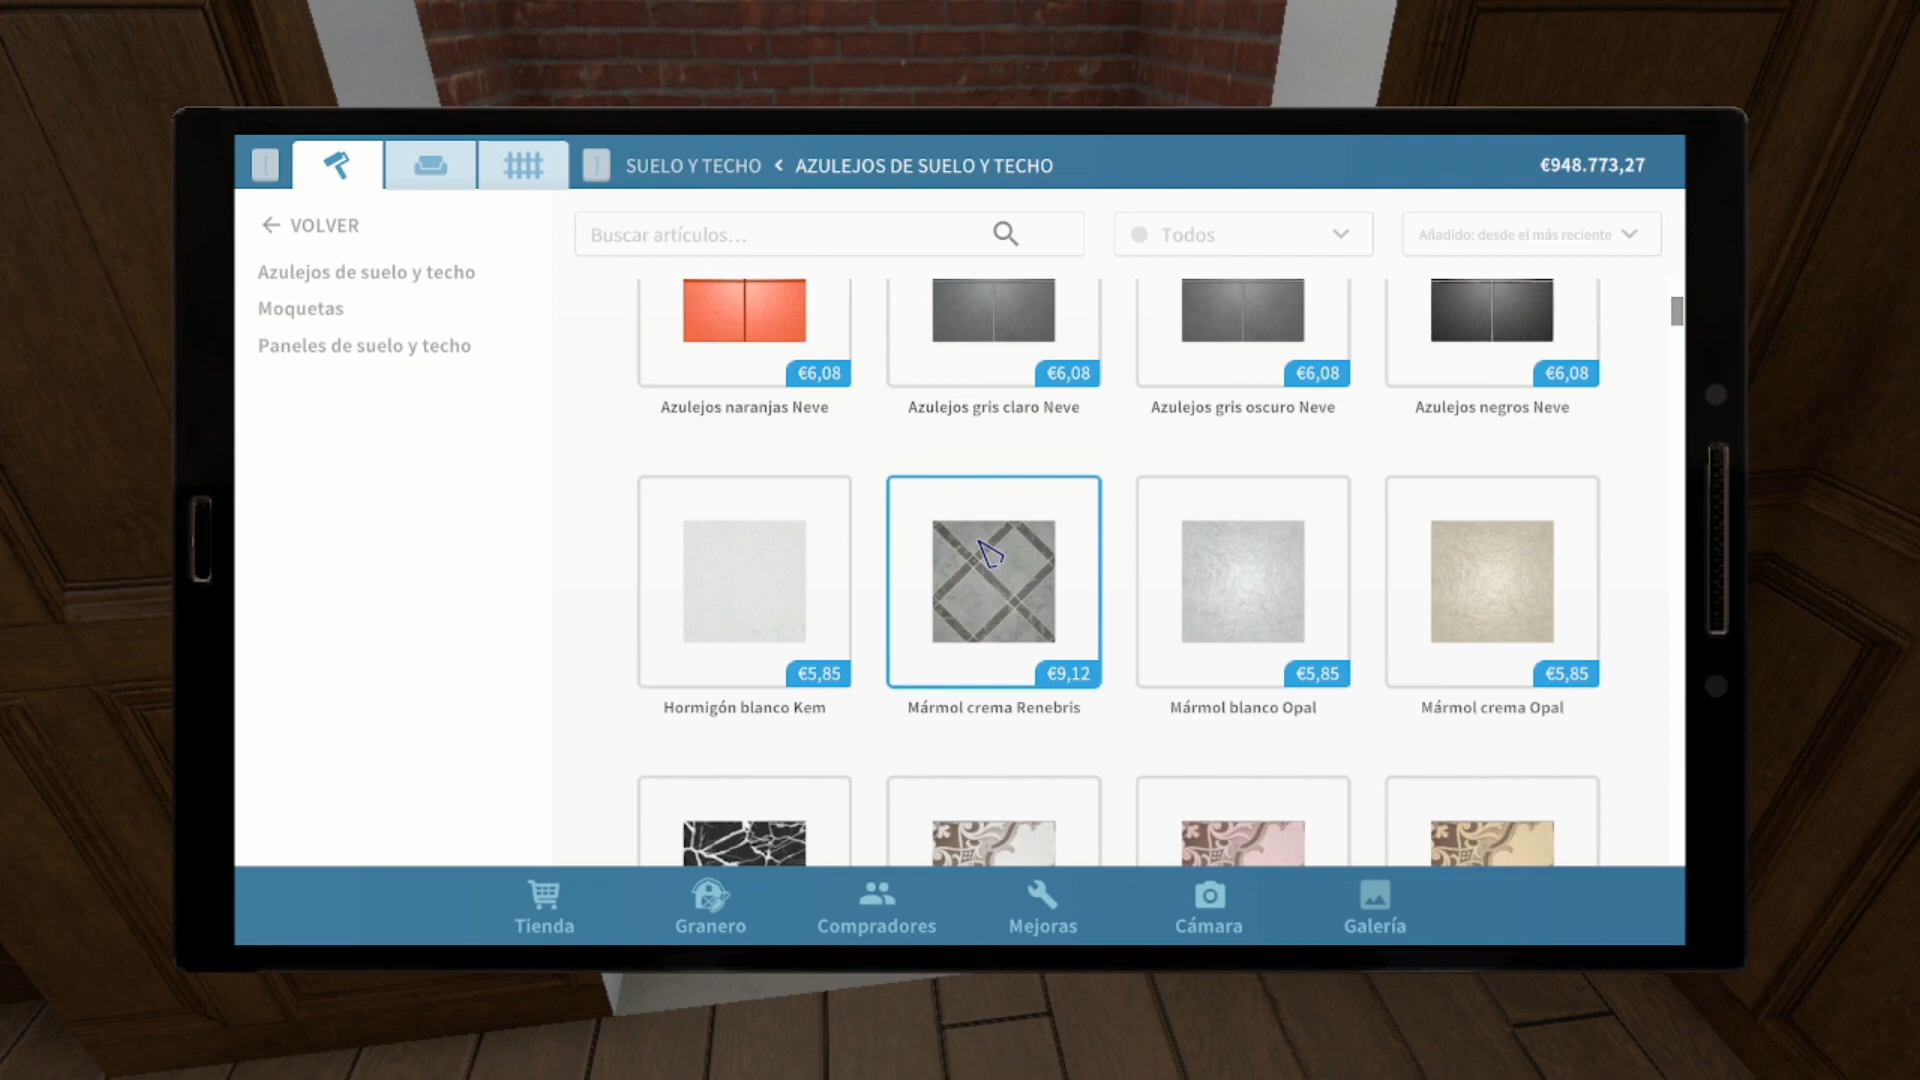 SUELO Y TECHO < AZULEJOS DE SUELO Y TECHO
€948.773,27
VOLVER
Azulejos de suelo y techo
Moquetas
Paneles de suelo y techo
Buscar artículos...
Todos
Añadido: desde el más reciente
€6,08
€6,08
€6,08
€6,08
Azulejos naranjas Neve
Azulejos gris claro Neve
Azulejos gris oscuro Neve
Azulejos negros Neve
€5,85
€9,12
€5,85
€5,85
Hormigón blanco Kem
Mármol crema Renebris
Mármol blanco Opal
Mármol crema Opal
Tienda
Granero
Compradores
Mejoras
Cámara
Galería